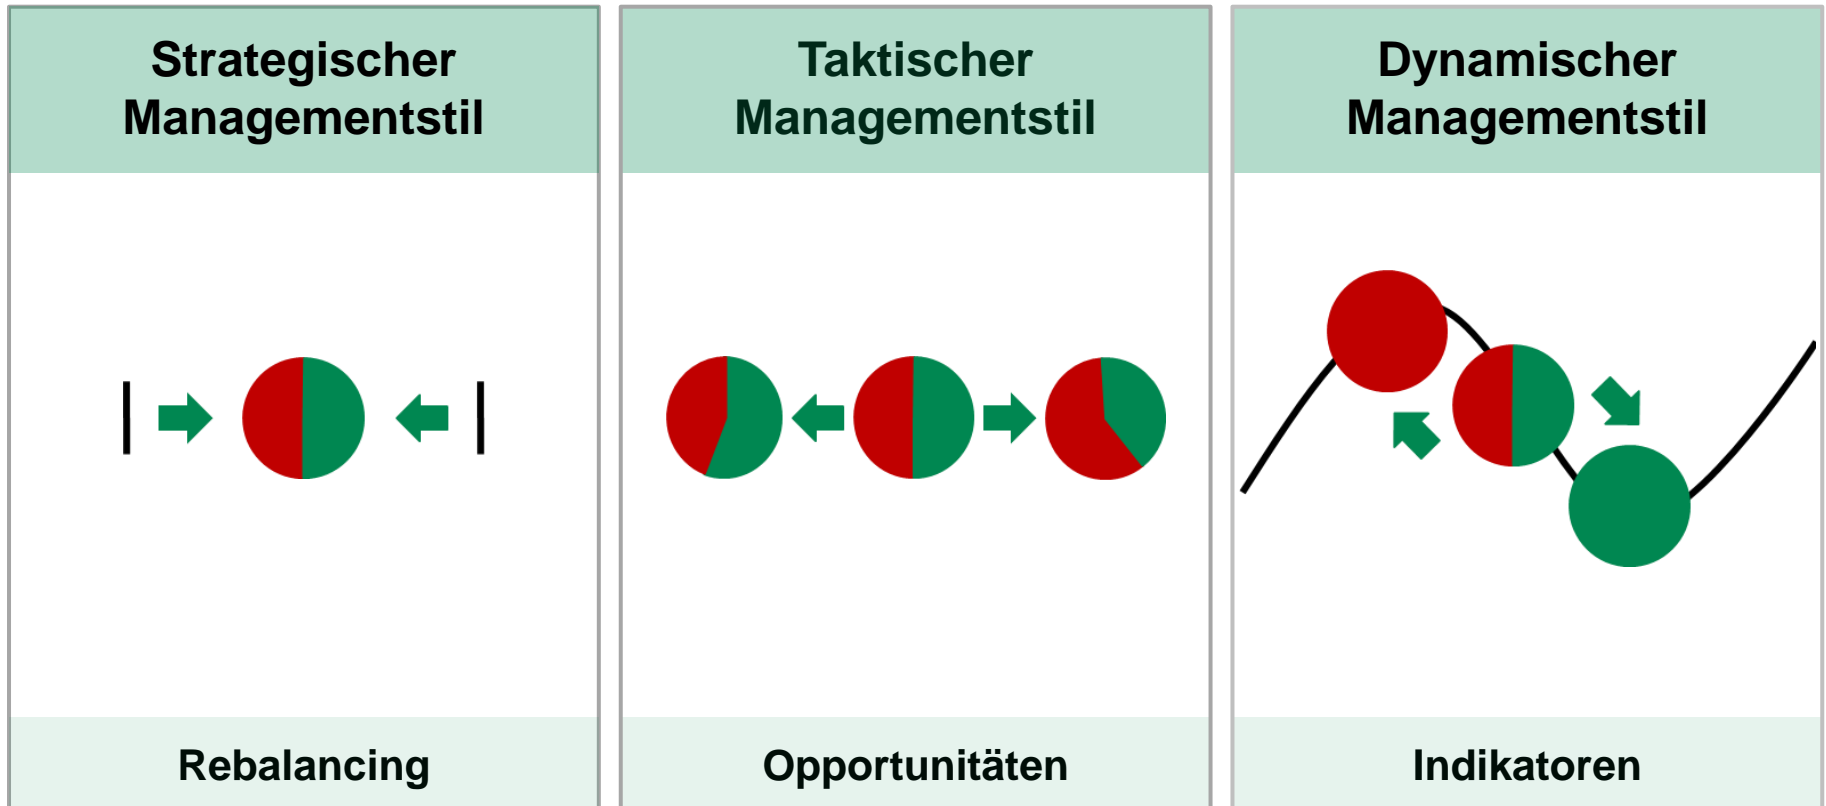 Strategischer
Managementstil
Taktischer
Managementstil
Dynamischer
Managementstil
Rebalancing
Opportunitäten
Indikatoren